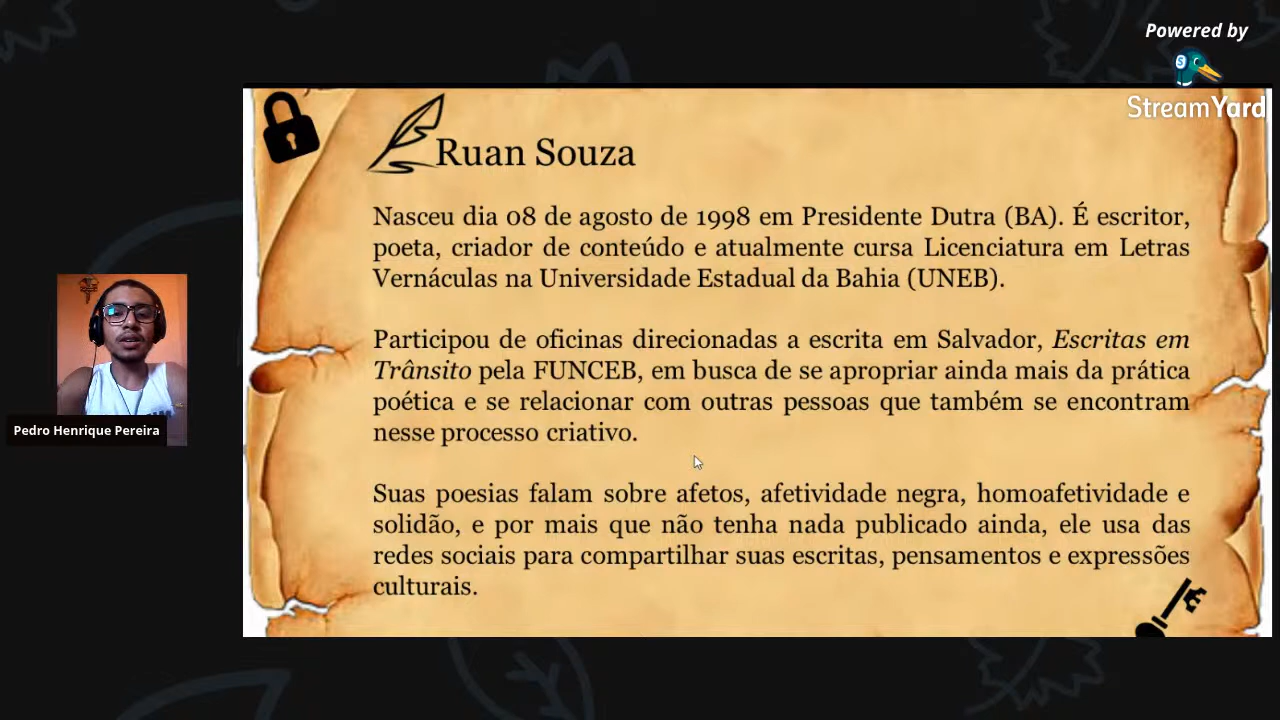 Powered by
StreamYard
Ruan Souza
Nasceu dia 08 de agosto de 1998 em Presidente Dutra (BA). É escritor,
poeta, criador de conteúdo e atualmente cursa Licenciatura em Letras
Vernáculas na Universidade Estadual da Bahia (UNEB).
Participou de oficinas direcionadas a escrita em Salvador, Escritas em
Trânsito pela FUNCEB, em busca de se apropriar ainda mais da prática
poética e se relacionar com outras pessoas que também se encontram
nesse processo criativo.
Suas poesias falam sobre afetos, afetividade negra, homoafetividade e
solidão, e por mais que não tenha nada publicado ainda, ele usa das
redes sociais para compartilhar suas escritas, pensamentos e expressões
culturais.
Pedro Henrique Pereira